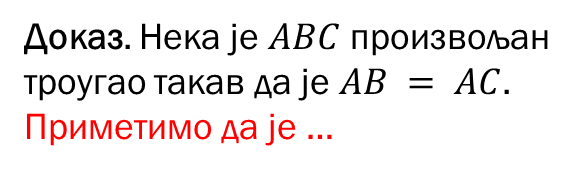 Доказ. Нека је ABC произвољан
троугао такав да је AB = AC.
Приметимо да је ...